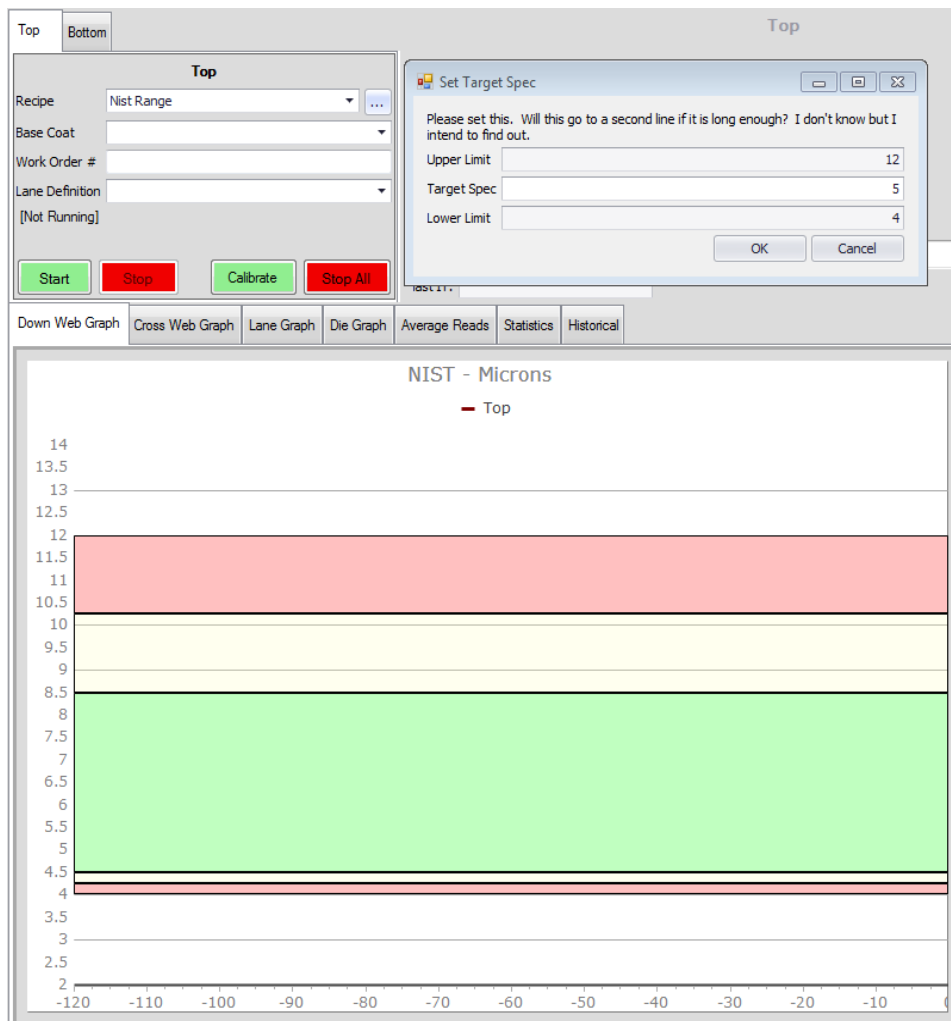 Top
Bottom
Top
Top
Recipe
Nist Range
...
Base Coat
Work Order #
Lane Definition
[Not Running]
Start
Stop
Calibrate
Stop All
Set Target Spec
Please set this. Will this go to a second line if it is long enough? I don't know but I
intend to find out.
Upper Limit 12
Target Spec 5
Lower Limit 4
OK
Cancel
Down Web Graph
Cross Web Graph
Lane Graph
Die Graph
Average Reads
Statistics
Historical
NIST - Microns
Top
14
13.5
13
12.5
12
11.5
11
10.5
10
9.5
9
8.5
8
7.5
7
6.5
6
5.5
5
4.5
4
3.5
3
2.5
2
-120 -110 -100 -90 -80 -70 -60 -50 -40 -30 -20 -10